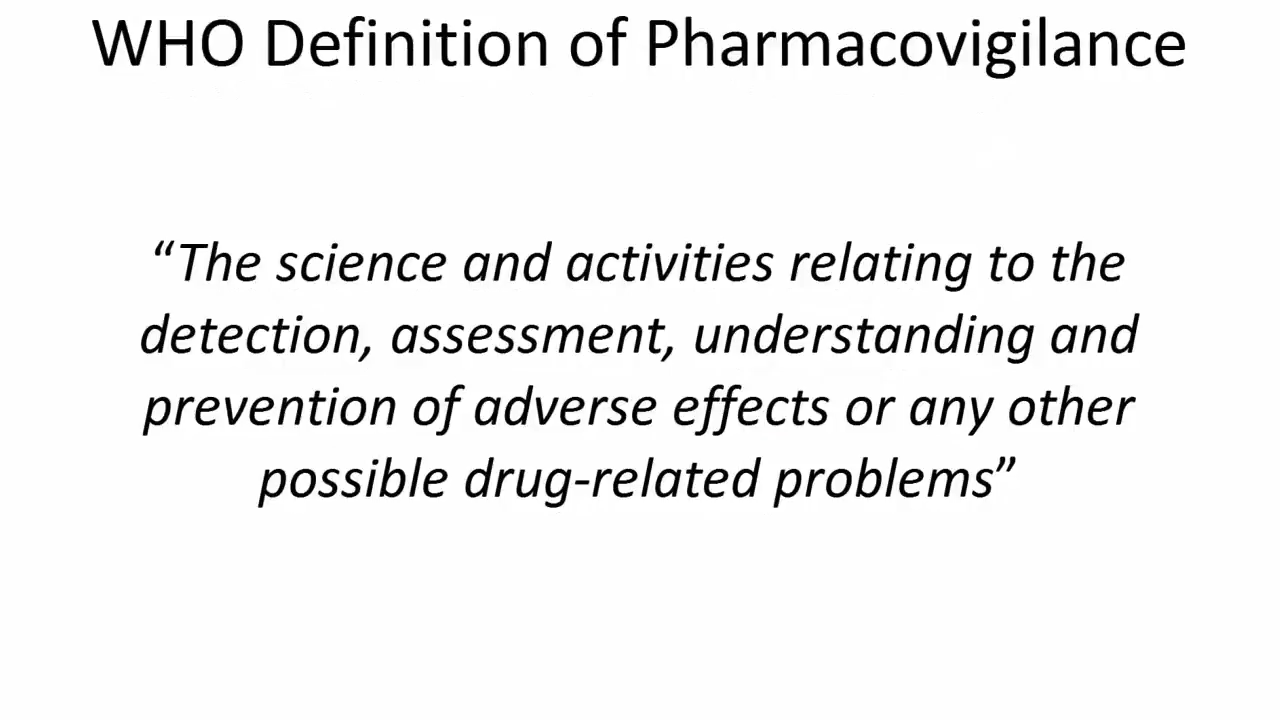 WHO Definition of Pharmacovigilance
“The science and activities relating to the
detection, assessment, understanding and
prevention of adverse effects or any other
possible drug-related problems”